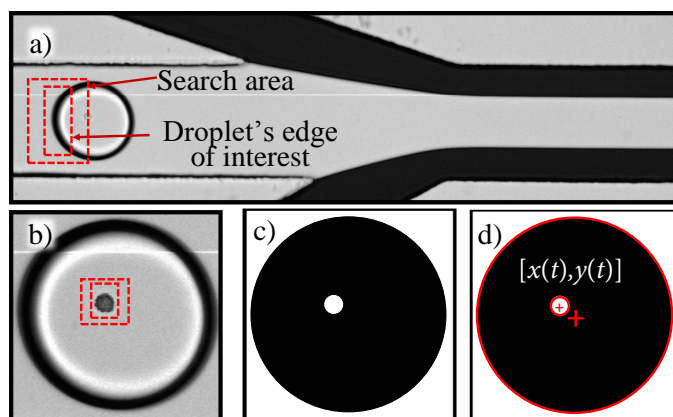 a)
Search area
Droplet's edge
of interest
b)
c)
d)
[x(t),y(t)]